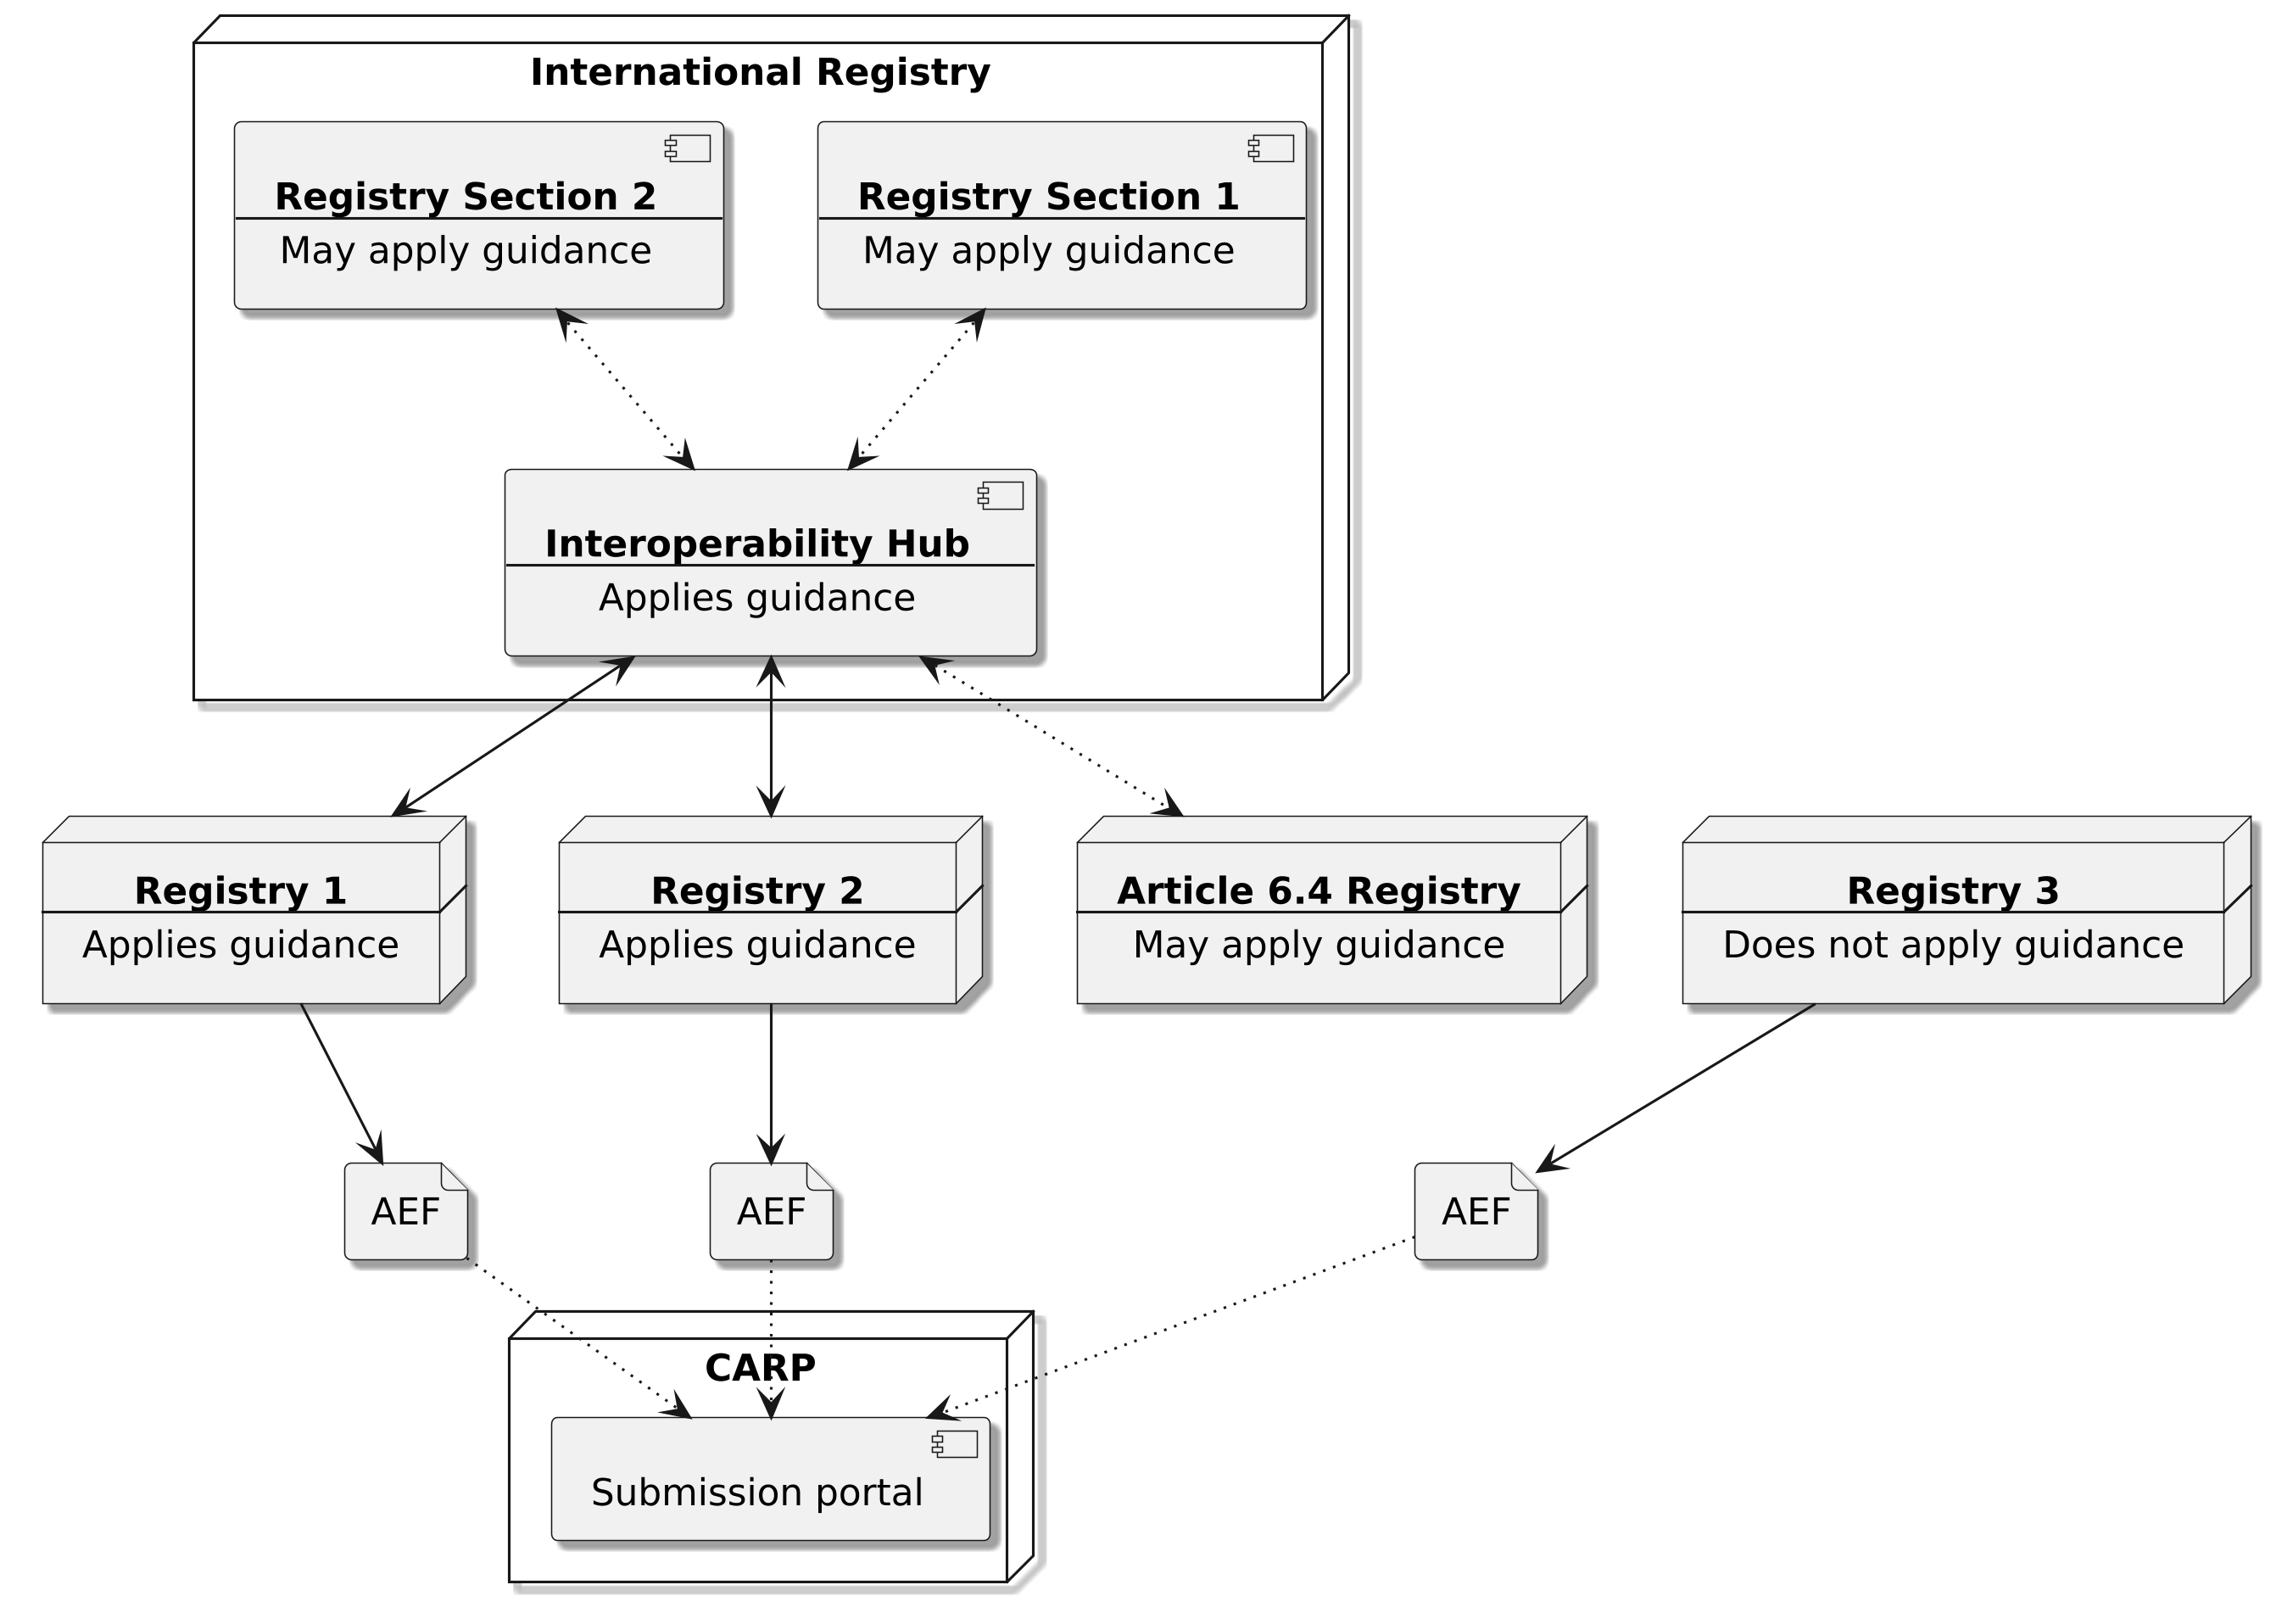 International Registry
Registry Section 2
May apply guidance
Registry Section 1
May apply guidance
Interoperability Hub
Applies guidance
Registry 1
Applies guidance
Registry 2
Applies guidance
Article 6.4 Registry
May apply guidance
Registry 3
Does not apply guidance
AEF
AEF
AEF
CARP
Submission portal